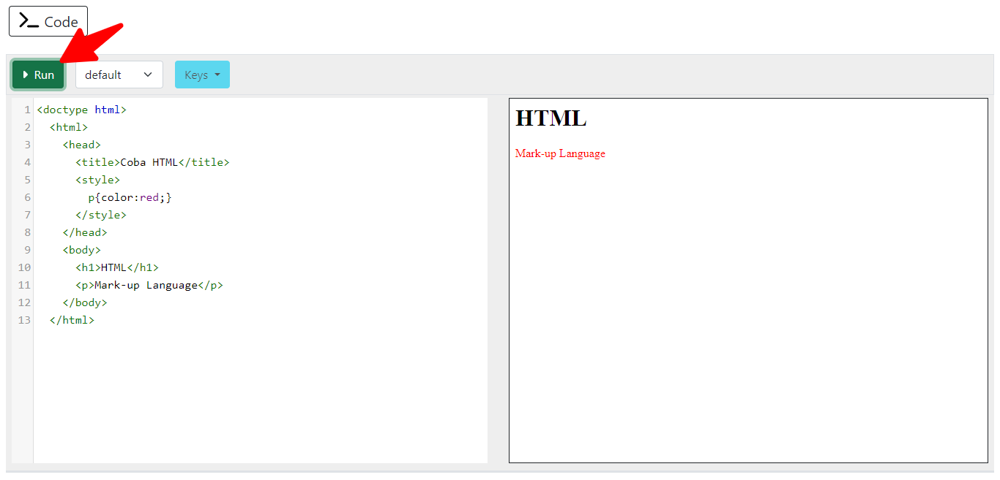 >_ Code
Run default Keys
1 <doctype html>
2   <html>
3     <head>
4       <title>Coba HTML</title>
5       <style>
6         p{color:red;}
7       </style>
8     </head>
9     <body>
10       <h1>HTML</h1>
11       <p>Mark-up Language</p>
12     </body>
13   </html>
HTML
Mark-up Language